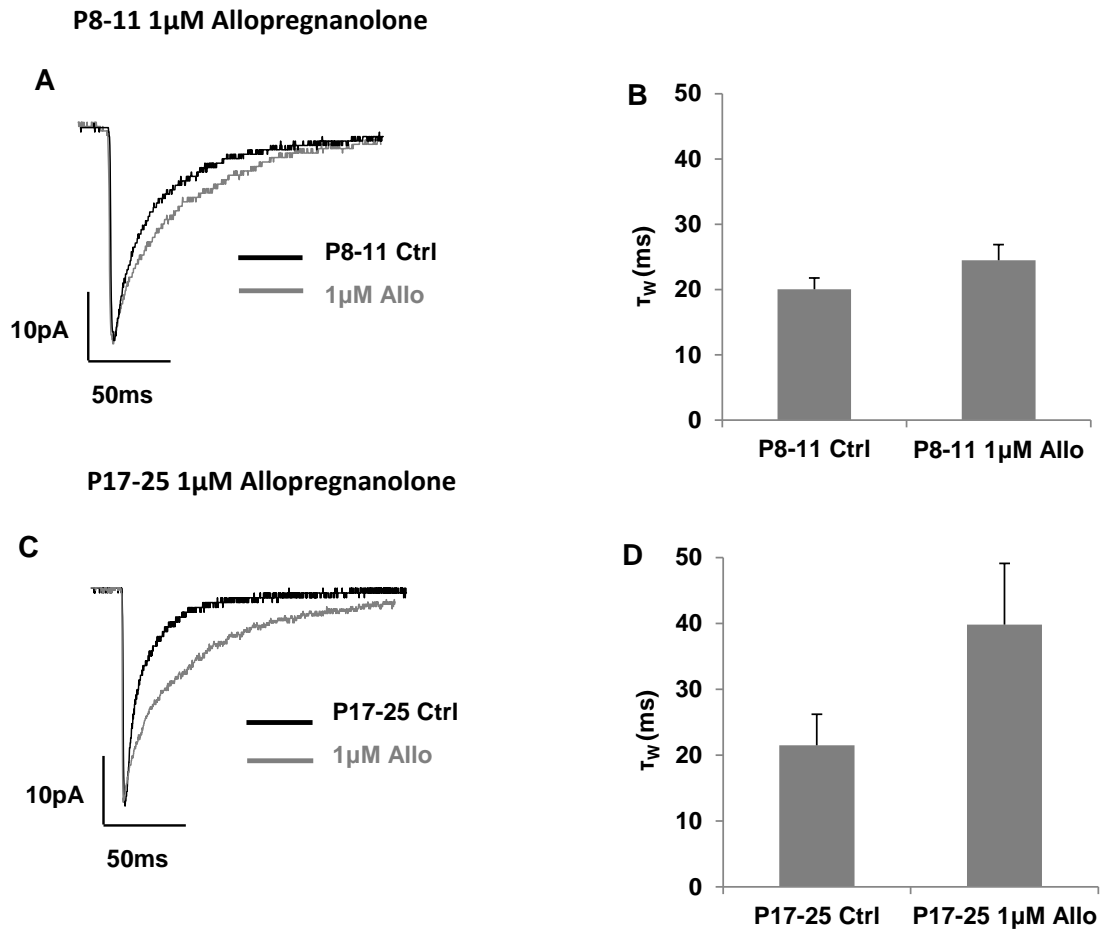 P8-11 1µM Allopregnanolone
A
P8-11 Ctrl
1µM Allo
10pA
50ms
B
50
40
30
20
10
0
τW (ms)
P8-11 Ctrl
P8-11 1µM Allo
P17-25 1µM Allopregnanolone
C
P17-25 Ctrl
1µM Allo
10pA
50ms
D
50
40
30
20
10
0
τW (ms)
P17-25 Ctrl
P17-25 1µM Allo